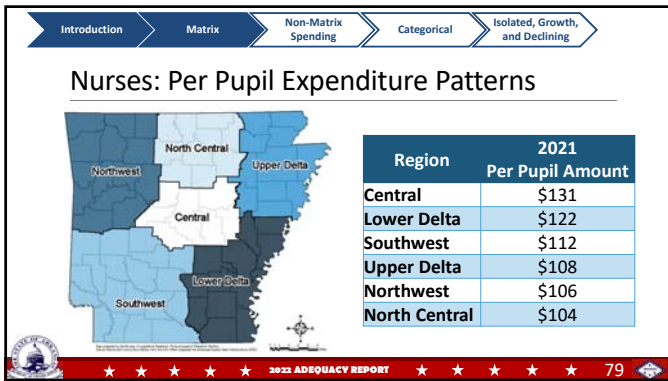 Introduction
Matrix
Non-Matrix
Spending
Categorical
Isolated, Growth,
and Declining
Nurses: Per Pupil Expenditure Patterns
North Central
Northwest
Upper Delta
Central
Lower Delta
Southwest
Region
2021
Per Pupil Amount
Central $131
Lower Delta $122
Southwest $112
Upper Delta $108
Northwest $106
North Central $104
2022 ADEQUACY REPORT
79